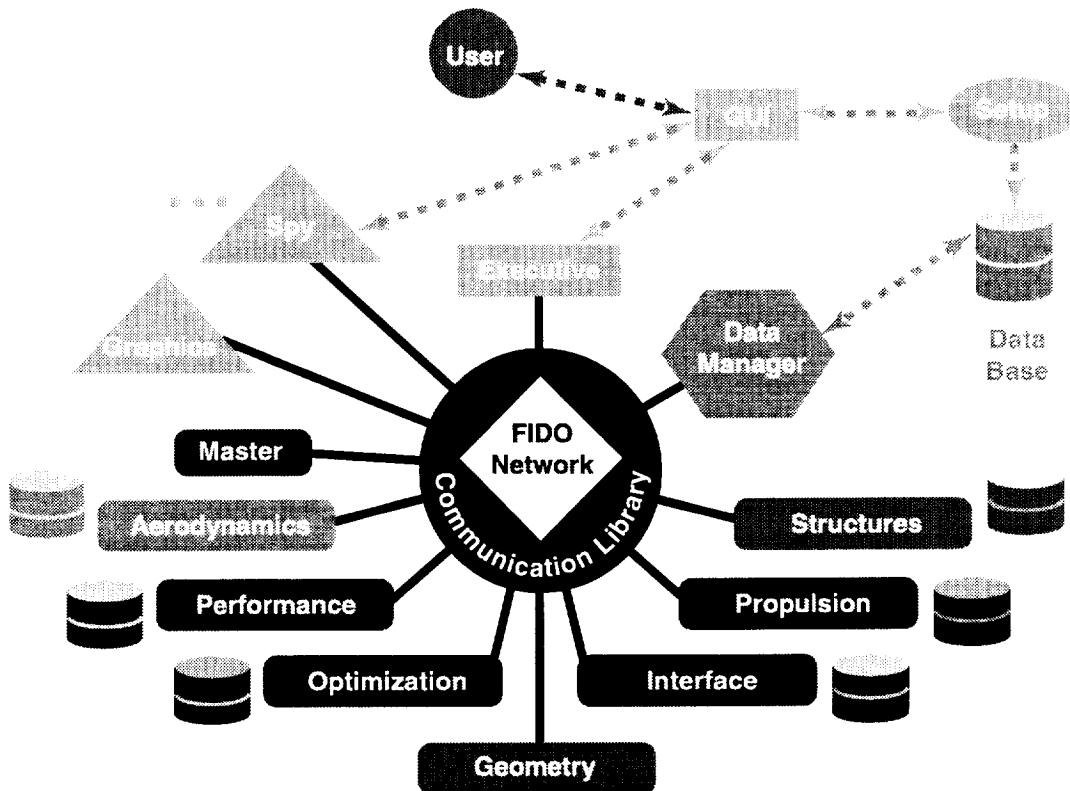 User
GUI
Setup
Spy
Executive
Graphics
Data
Manager
Data
Base
FIDO
Network
Communication Library
Master
Aerodynamics
Structures
Performance
Propulsion
Optimization
Interface
Geometry